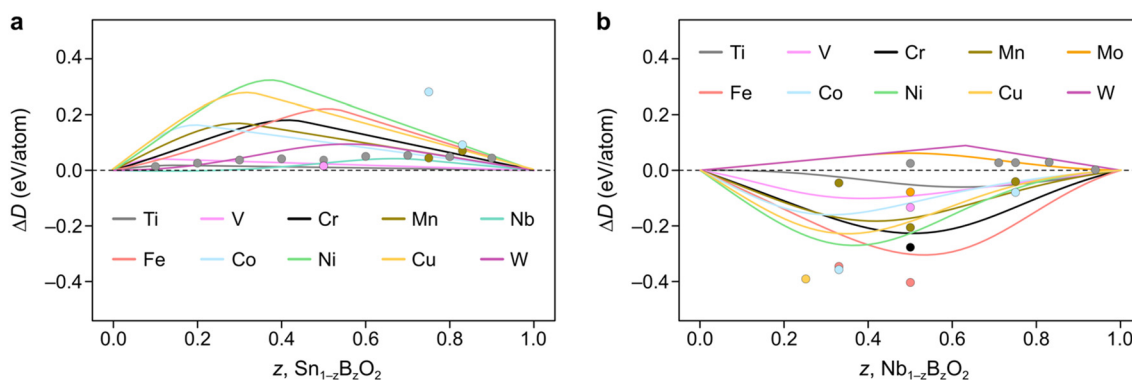 a
ΔD (eV/atom)
0.4
0.2
0.0
–0.2
–0.4
Ti V Cr Mn Nb
Fe Co Ni Cu W
0.0 0.2 0.4 0.6 0.8 1.0
z, Sn₁₋zBzO₂
b
ΔD (eV/atom)
0.4
0.2
0.0
–0.2
–0.4
Ti V Cr Mn Mo
Fe Co Ni Cu W
0.0 0.2 0.4 0.6 0.8 1.0
z, Nb₁₋zBzO₂